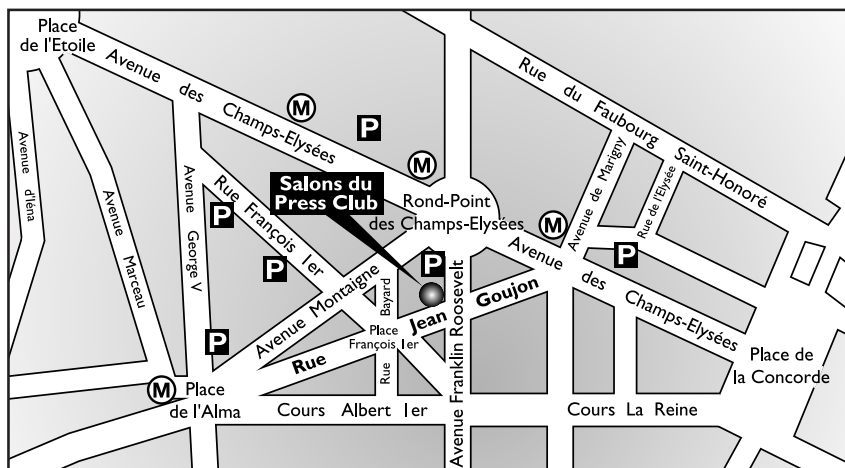 Place
de l'Etoile
Avenue des Champs-Elysées
M
P
M
Rue du Faubourg Saint-Honoré
Avenue d'Iéna
Avenue Marceau
Avenue George V
Rue François 1er
Salons du
Press Club
Rond-Point
des Champs-Elysées
Avenue de Marigny
Rue de l'Elysée
M
P
P
P
P
P
Avenue Montaigne
Rue Bayard
Place
François 1er
Rue Jean Goujon
Avenue Franklin Roosevelt
Avenue des Champs-Elysées
Place de
la Concorde
M
Place
de l'Alma
Cours Albert 1er
Cours La Reine